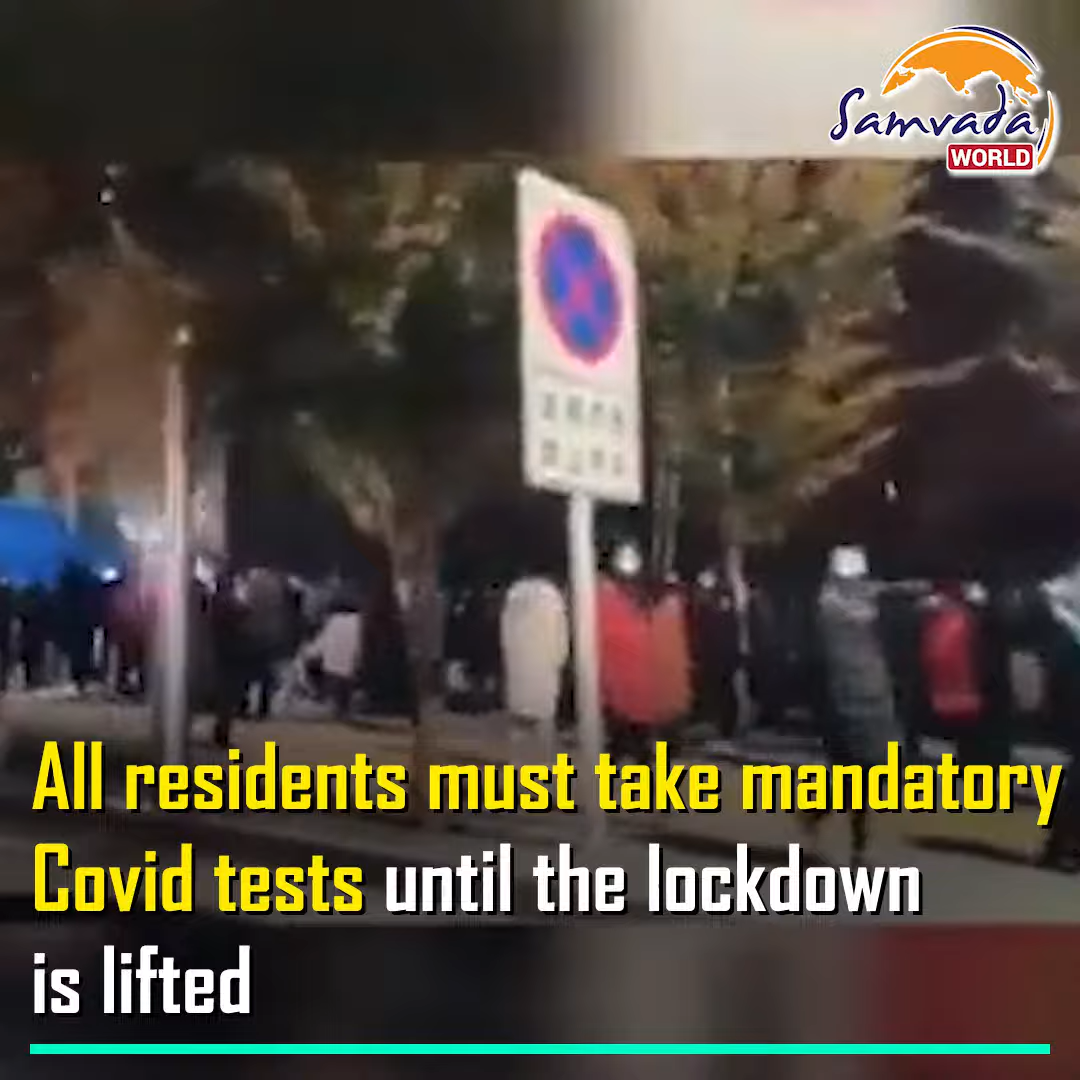 Samvada
WORLD
All residents must take mandatory
Covid tests until the lockdown
is lifted